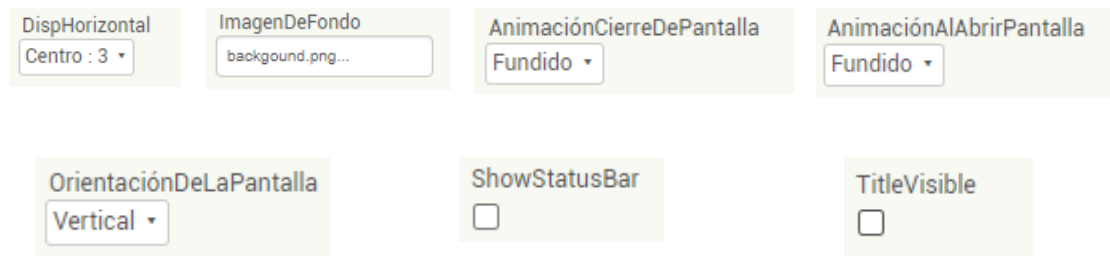 DispHorizontal
Centro : 3
ImagenDeFondo
backgound.png...
AnimaciónCierreDePantalla
Fundido
AnimaciónAlAbrirPantalla
Fundido
OrientaciónDeLaPantalla
Vertical
ShowStatusBar
TitleVisible